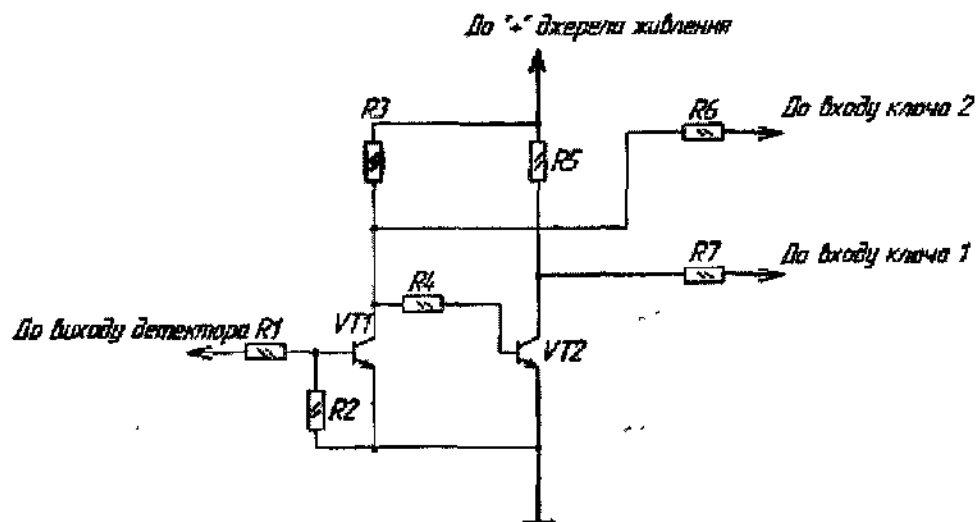 До "+" джерела живлення
R3
R6
До входу ключа 2
R5
R7
До входу ключа 1
R4
До виходу детектора R1
VT1
VT2
R2